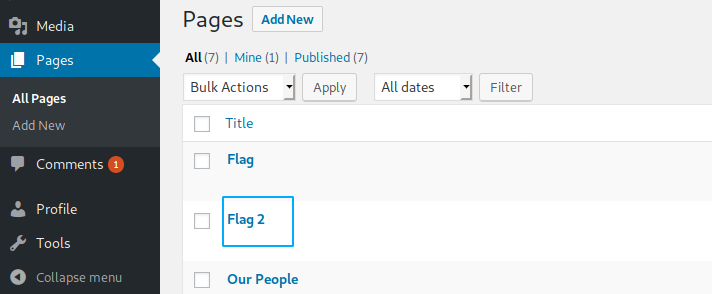 Media
Pages
All Pages
Add New
Comments 1
Profile
Tools
Collapse menu
Pages Add New
All (7) | Mine (1) | Published (7)
Bulk Actions Apply All dates Filter
Title
Flag
Flag 2
Our People